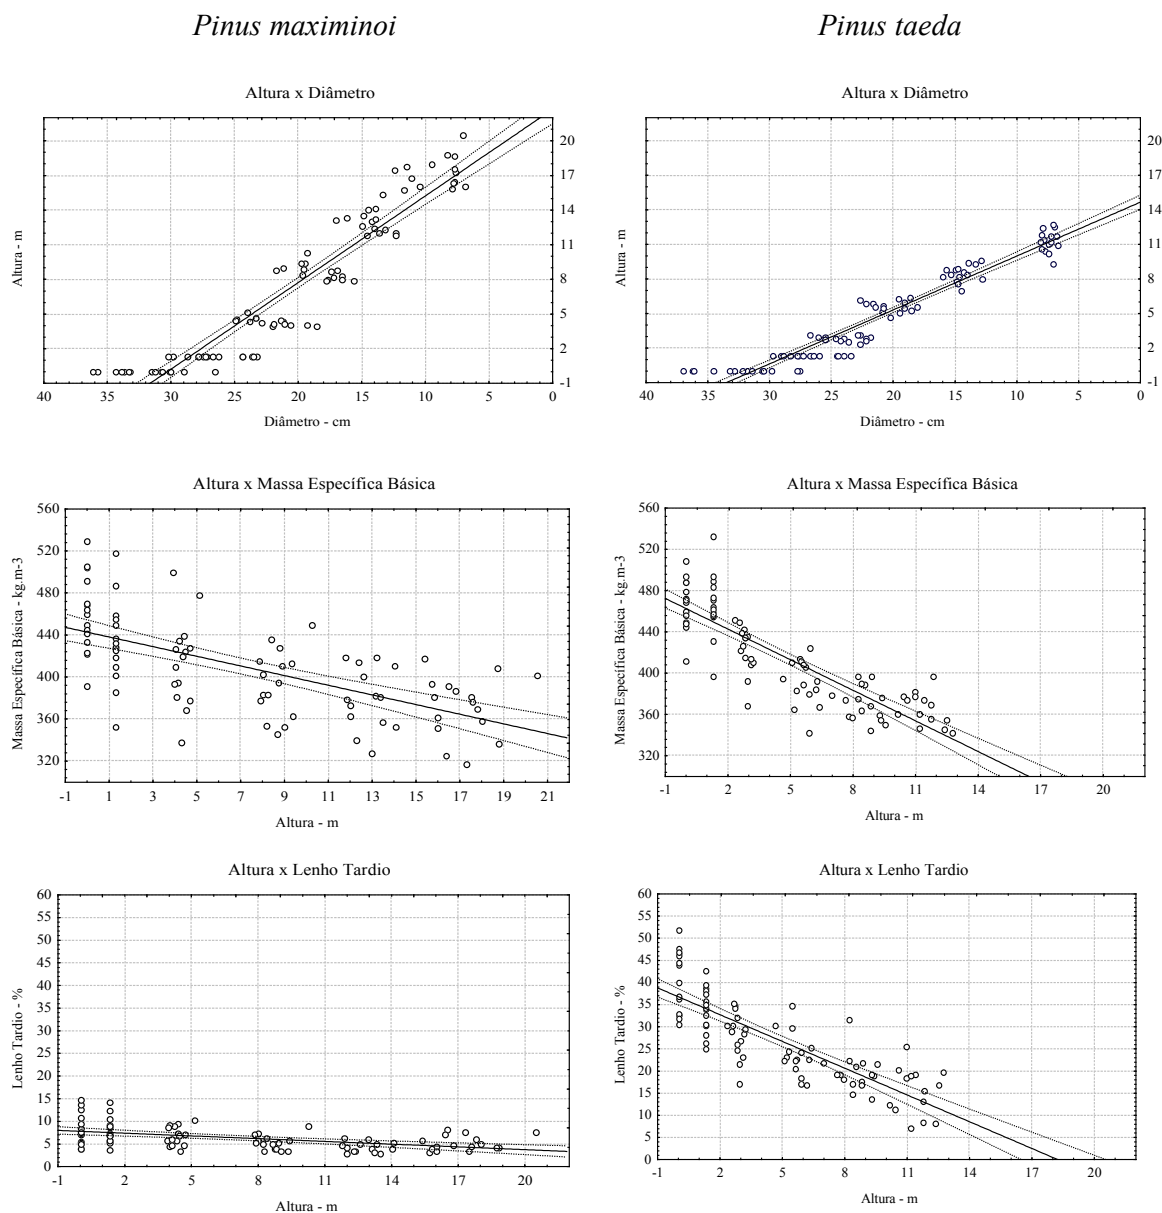 Pinus maximinoi
Pinus taeda
Altura x Diâmetro
20
17
14
11
8
5
2
-1
Altura - m
40 35 30 25 20 15 10 5 0
Diâmetro - cm
Altura x Diâmetro
20
17
14
11
8
5
2
-1
Altura - m
40 35 30 25 20 15 10 5 0
Diâmetro - cm
Altura x Massa Específica Básica
560
520
480
440
400
360
320
Massa Específica Básica - kg.m-3
-1 1 3 5 7 9 11 13 15 17 19 21
Altura - m
Altura x Massa Específica Básica
560
520
480
440
400
360
320
Massa Específica Básica - kg.m-3
-1 2 5 8 11 14 17 20
Altura - m
Altura x Lenho Tardio
60
55
50
45
40
35
30
25
20
15
10
5
0
Lenho Tardio - %
-1 2 5 8 11 14 17 20
Altura - m
Altura x Lenho Tardio
60
55
50
45
40
35
30
25
20
15
10
5
0
Lenho Tardio - %
-1 2 5 8 11 14 17 20
Altura - m